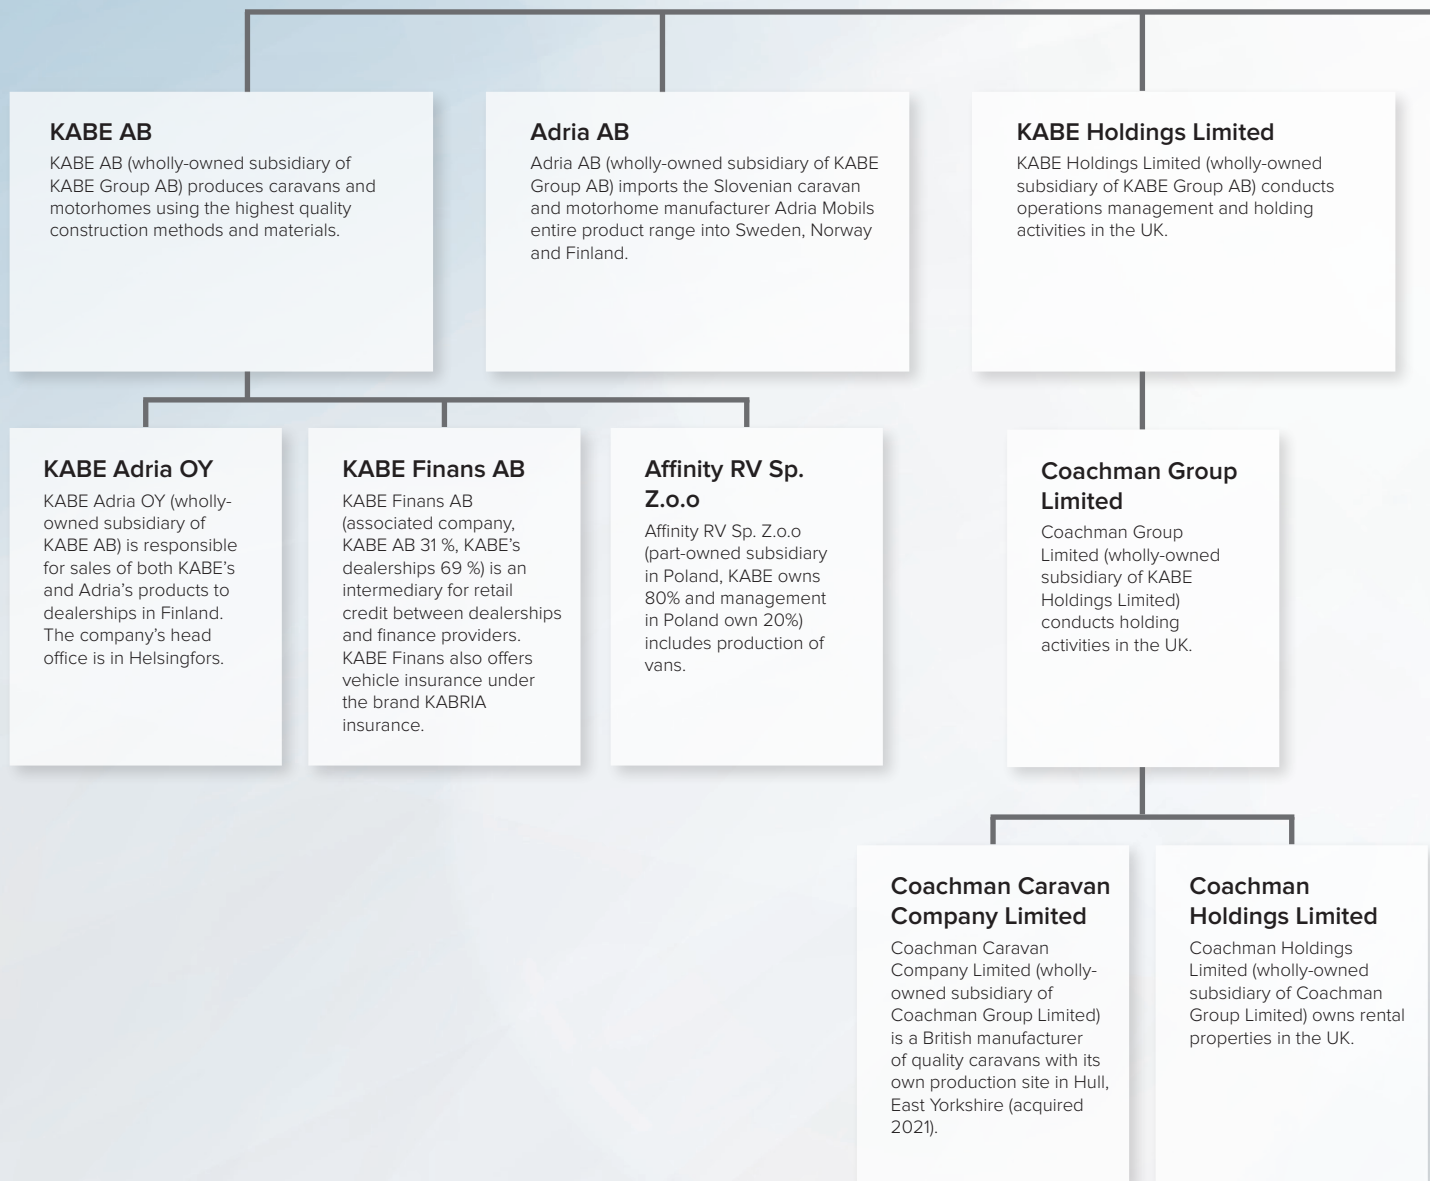 KABE AB
KABE AB (wholly-owned subsidiary of
KABE Group AB) produces caravans and
motorhomes using the highest quality
construction methods and materials.
Adria AB
Adria AB (wholly-owned subsidiary of KABE
Group AB) imports the Slovenian caravan
and motorhome manufacturer Adria Mobils
entire product range into Sweden, Norway
and Finland.
KABE Holdings Limited
KABE Holdings Limited (wholly-owned
subsidiary of KABE Group AB) conducts
operations management and holding
activities in the UK.
KABE Adria OY
KABE Adria OY (wholly-
owned subsidiary of
KABE AB) is responsible
for sales of both KABE’s
and Adria’s products to
dealerships in Finland.
The company’s head
office is in Helsingfors.
KABE Finans AB
KABE Finans AB
(associated company,
KABE AB 31 %, KABE’s
dealerships 69 %) is an
intermediary for retail
credit between dealerships
and finance providers.
KABE Finans also offers
vehicle insurance under
the brand KABRIA
insurance.
Affinity RV Sp.
Z.o.o
Affinity RV Sp. Z.o.o
(part-owned subsidiary
in Poland, KABE owns
80% and management
in Poland own 20%)
includes production of
vans.
Coachman Group
Limited
Coachman Group
Limited (wholly-owned
subsidiary of KABE
Holdings Limited)
conducts holding
activities in the UK.
Coachman Caravan
Company Limited
Coachman Caravan
Company Limited (wholly-
owned subsidiary of
Coachman Group Limited)
is a British manufacturer
of quality caravans with its
own production site in Hull,
East Yorkshire (acquired
2021).
Coachman
Holdings Limited
Coachman Holdings
Limited (wholly-owned
subsidiary of Coachman
Group Limited) owns rental
properties in the UK.